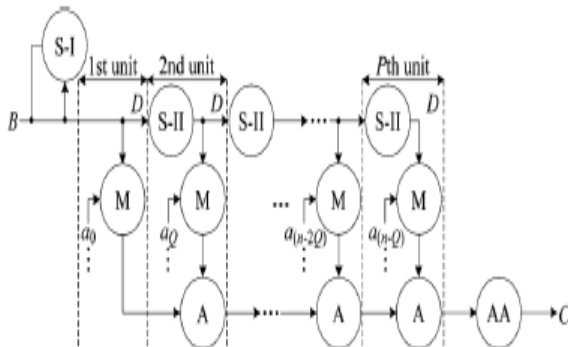 S-I
1st unit 2nd unit Pth unit
B D S-II D S-II ... S-II D
M M ... M M
a0 aQ a(n-2Q) a(n-Q)
A ... A A AA C